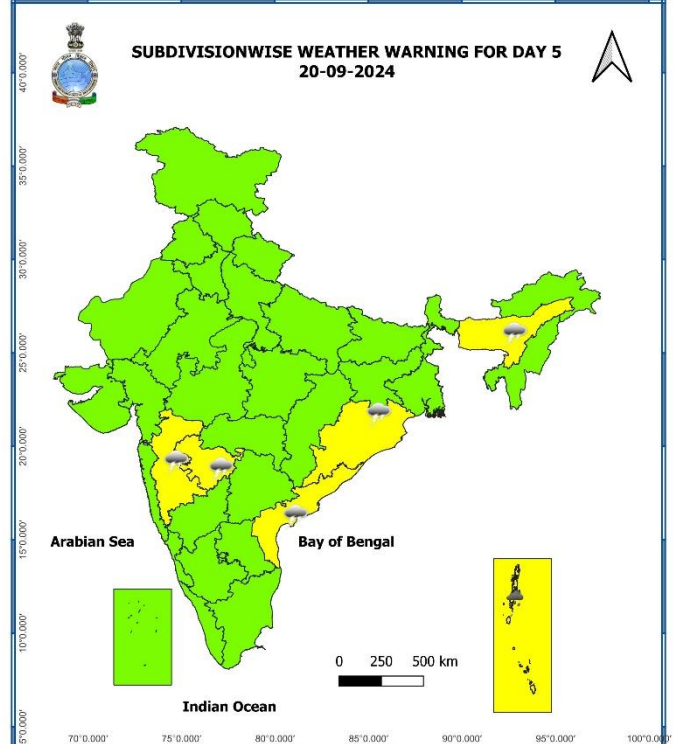 SUBDIVISIONWISE WEATHER WARNING FOR DAY 5
20-09-2024
40°0.000'
35°0.000'
30°0.000'
25°0.000'
20°0.000'
15°0.000'
10°0.000'
5°0.000'
Arabian Sea
Bay of Bengal
0 250 500 km
Indian Ocean
70°0.000' 75°0.000' 80°0.000' 85°0.000' 90°0.000' 95°0.000' 100°0.000'